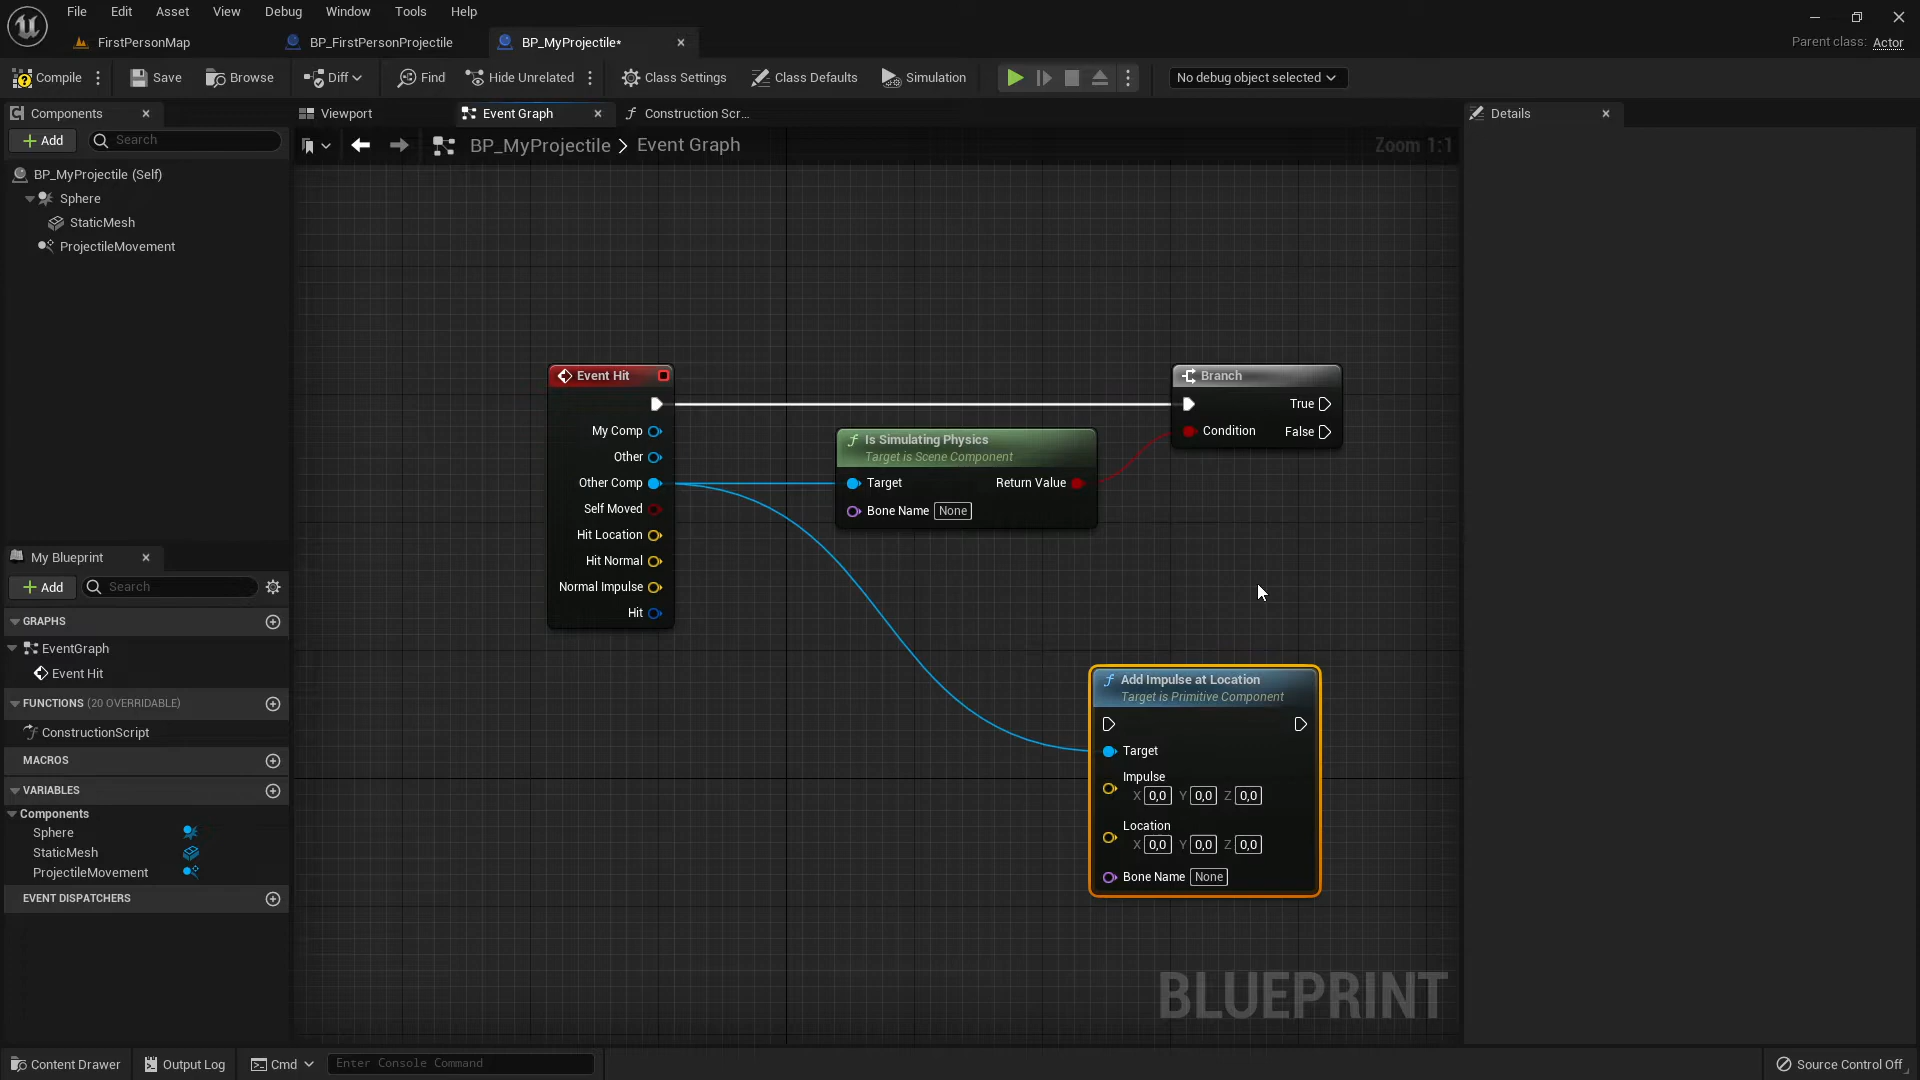 File Edit Asset View Debug Window Tools Help
FirstPersonMap BP_FirstPersonProjectile BP_MyProjectile*
Parent class: Actor
Compile Save Browse Diff Find Hide Unrelated Class Settings Class Defaults Simulation No debug object selected
Components
Viewport Event Graph Construction Scr... Details
Add Search
BP_MyProjectile > Event Graph Zoom 1:1
BP_MyProjectile (Self)
Sphere
StaticMesh
ProjectileMovement
Event Hit
My Comp
Other
Other Comp
Self Moved
Hit Location
Hit Normal
Normal Impulse
Hit
Is Simulating Physics
Target is Scene Component
Target Return Value
Bone Name None
Branch
True
Condition False
Add Impulse at Location
Target is Primitive Component
Target
Impulse
X 0,0 Y 0,0 Z 0,0
Location
X 0,0 Y 0,0 Z 0,0
Bone Name None
My Blueprint
Add Search
GRAPHS
EventGraph
Event Hit
FUNCTIONS (20 OVERRIDABLE)
ConstructionScript
MACROS
VARIABLES
Components
Sphere
StaticMesh
ProjectileMovement
EVENT DISPATCHERS
BLUEPRINT
Content Drawer Output Log Cmd Enter Console Command Source Control Off